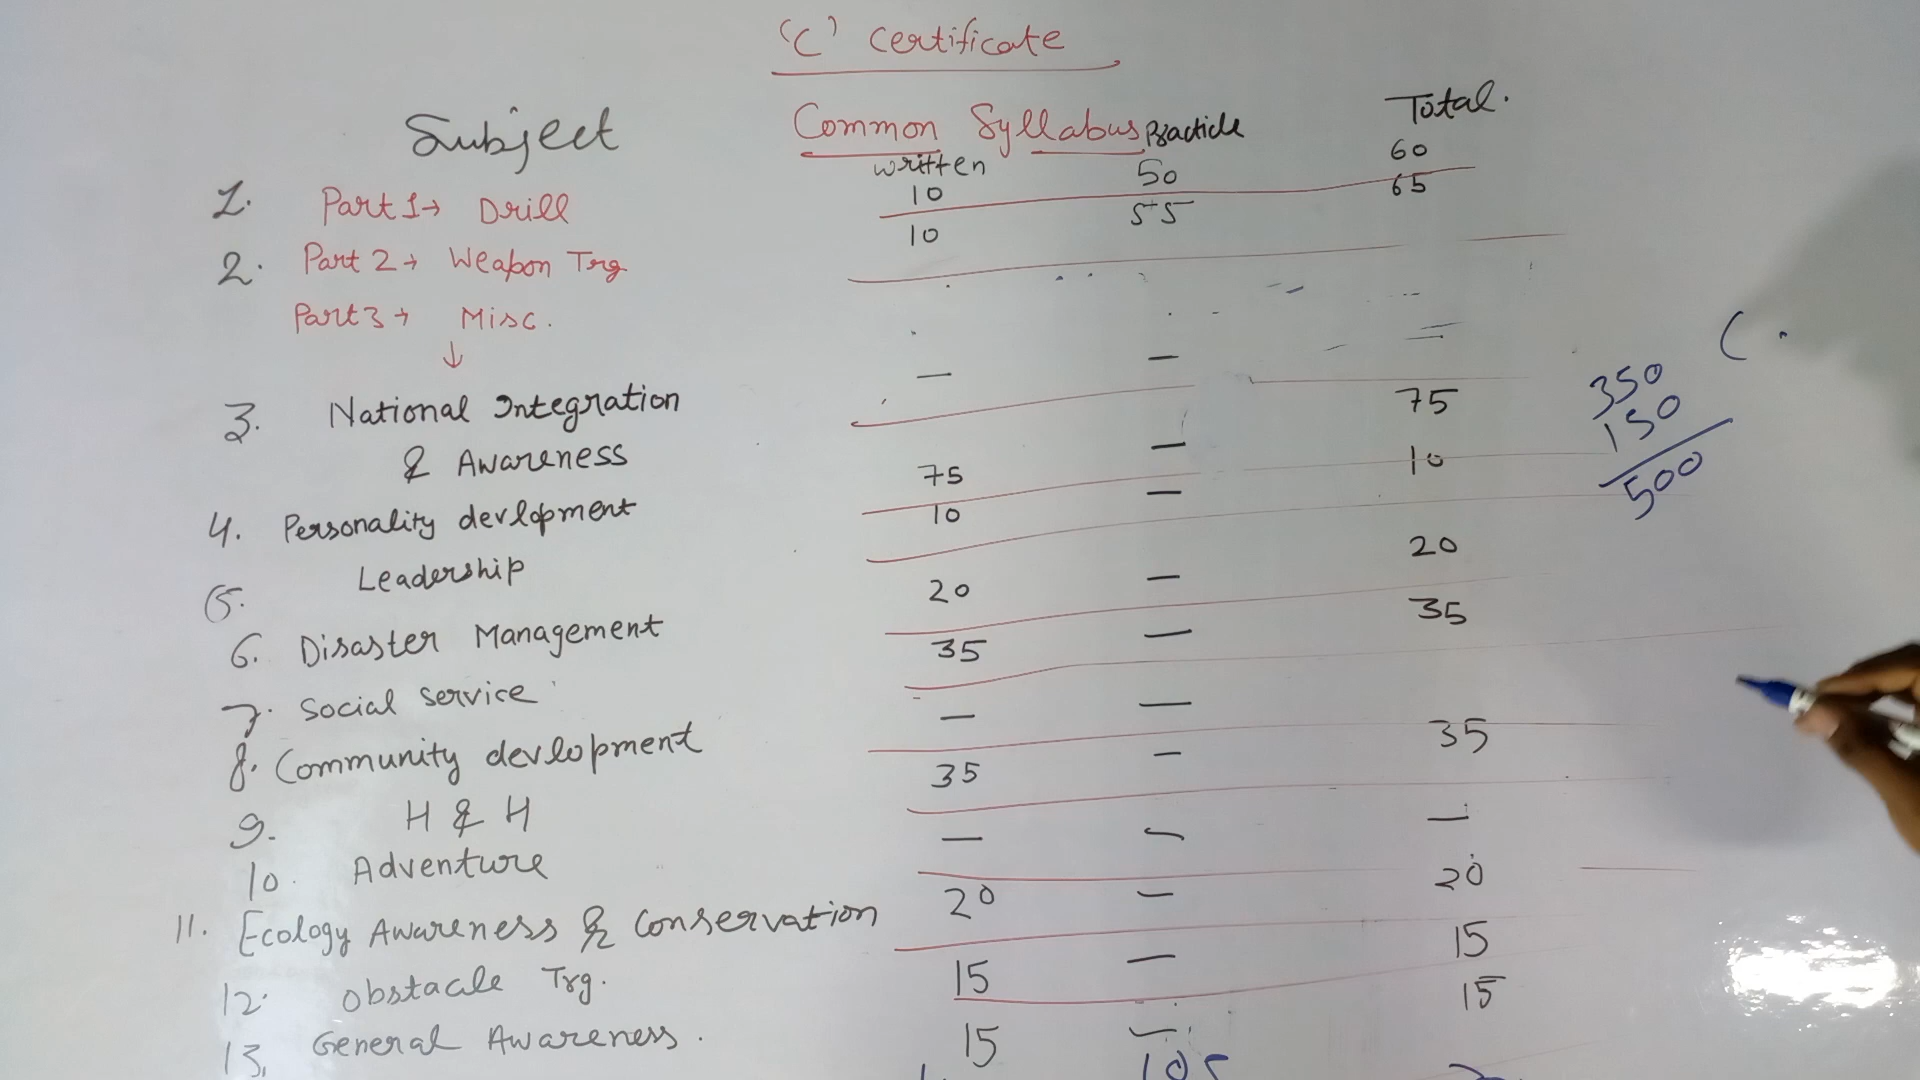 'C' Certificate
Subject Common Syllabus Practicle Total.
written
1. Part 1→ Drill 10 50 60
2. Part 2→ Weapon Trg 10 55 65
Part 3→ Misc.
↓
3. National Integration — —
& Awareness 75 — 75
4. Personality devlopment 10 — 10
5. Leadership 20 — 20
6. Disaster Management 35 — 35
7. Social service — —
8. Community devlopment 35 — 35
9. H & H — — —
10. Adventure 20 — 20
11. Ecology Awareness & Conservation
12. Obstacle Trg. 15 — 15
13. General Awareness. 15 — 15
105
350
150
500
(